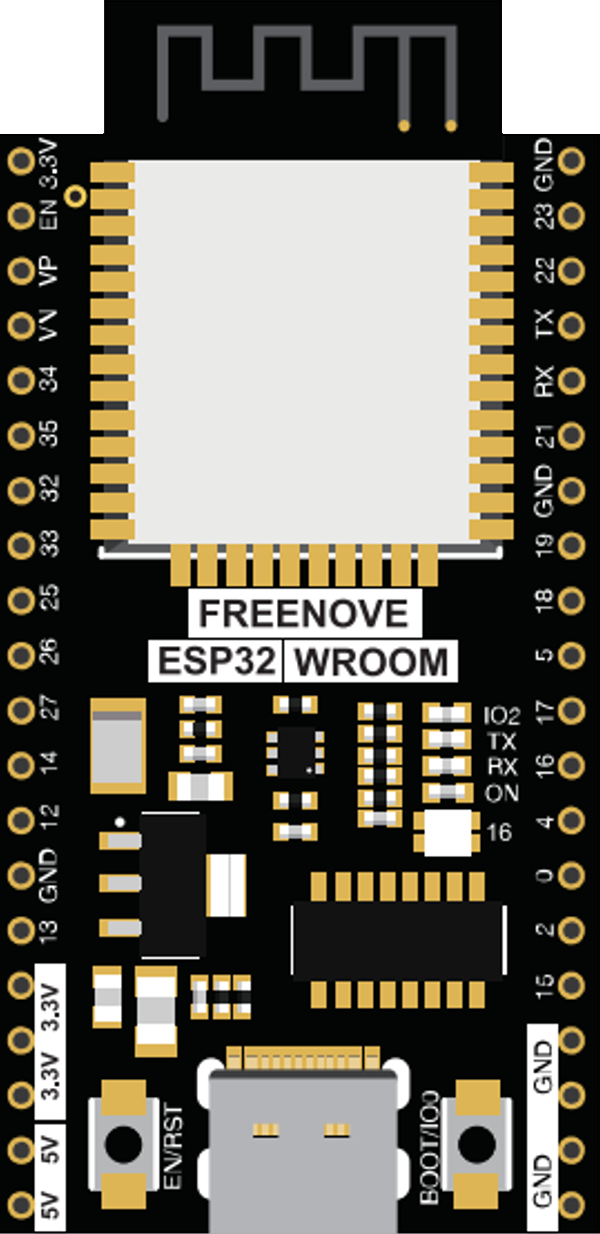 3.3V
EN
VP
VN
34
35
32
33
25
26
27
14
12
GND
13
3.3V
3.3V
5V
5V
FREENOVE
ESP32 WROOM
IO2
TX
RX
ON
16
EN/RST
BOOT/IO0
GND
23
22
TX
RX
21
GND
19
18
5
17
16
4
0
2
15
GND
GND